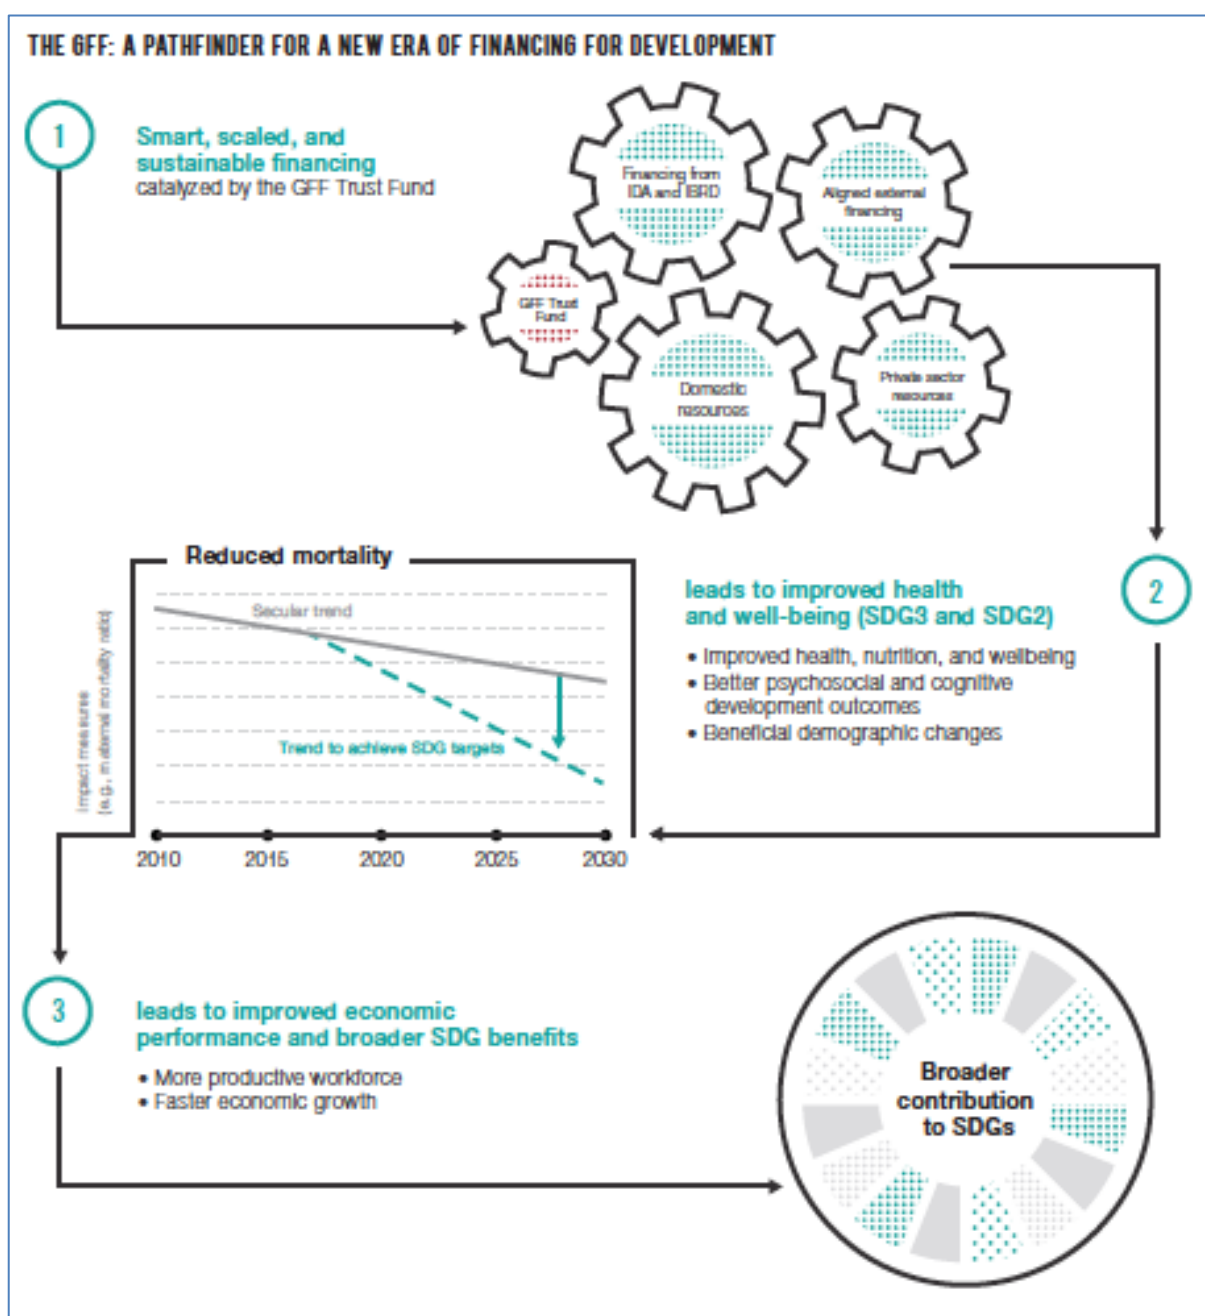 THE GFF: A PATHFINDER FOR A NEW ERA OF FINANCING FOR DEVELOPMENT
1
Smart, scaled, and
sustainable financing
catalyzed by the GFF Trust Fund
Financing from
IDA and IBRD
Aligned external
financing
GFF Trust
Fund
Domestic
resources
Private sector
resources
2
leads to improved health
and well-being (SDG3 and SDG2)
• Improved health, nutrition, and wellbeing
• Better psychosocial and cognitive
development outcomes
• Beneficial demographic changes
Reduced mortality
Secular trend
Trend to achieve SDG targets
Impact measures
(e.g., maternal mortality ratio)
2010
2015
2020
2025
2030
3
leads to improved economic
performance and broader SDG benefits
• More productive workforce
• Faster economic growth
Broader
contribution
to SDGs